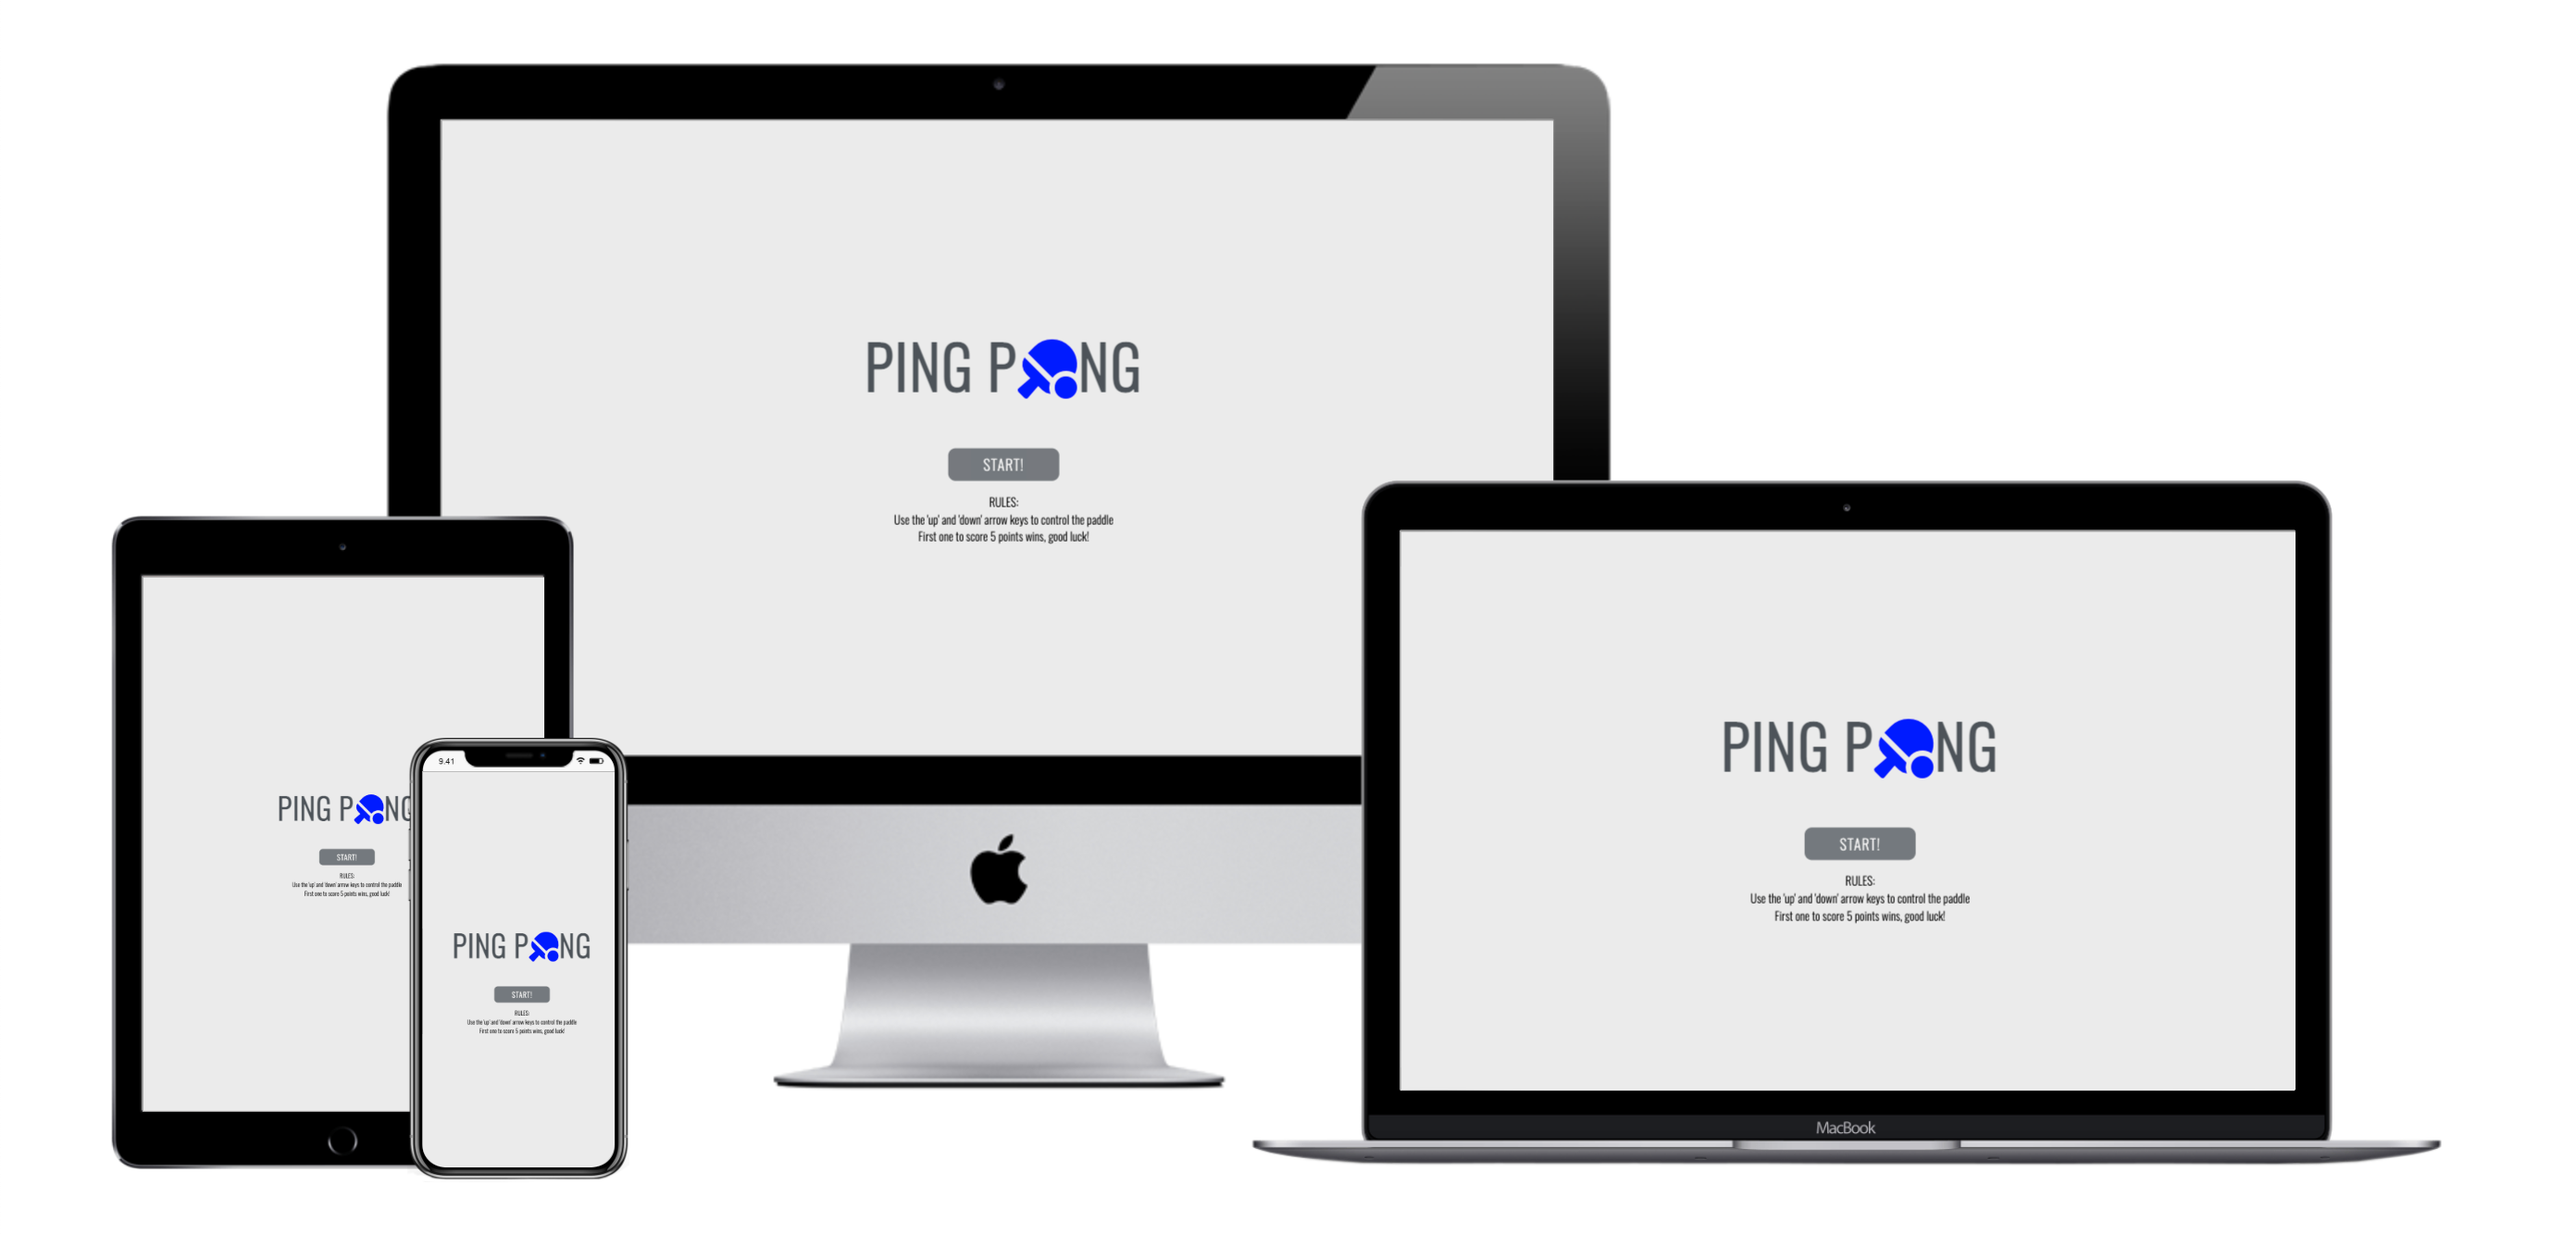 PING PONG
START!
RULES:
Use the 'up' and 'down' arrow keys to control the paddle
First one to score 5 points wins, good luck!
PING PONG
START!
RULES:
Use the 'up' and 'down' arrow keys to control the paddle
First one to score 5 points wins, good luck!
MacBook
PING PONG
START!
RULES:
Use the 'up' and 'down' arrow keys to control the paddle
First one to score 5 points wins, good luck!
9.41
PING PONG
START!
RULES:
Use the 'up' and 'down' arrow keys to control the paddle
First one to score 5 points wins, good luck!